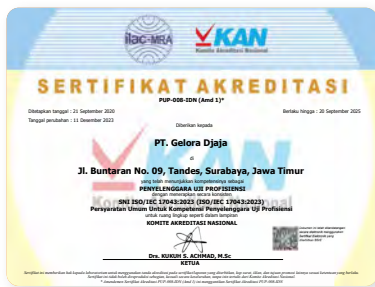 ilac-MRA
KAN
Komite Akreditasi Nasional
SERTIFIKAT AKREDITASI
PUP-008-IDN (Amd 1)*
Ditetapkan tanggal : 21 September 2020
Berlaku hingga : 20 September 2025
Tanggal perubahan : 11 Desember 2023
Diberikan kepada
PT. Gelora Djaja
di
Jl. Buntaran No. 09, Tandes, Surabaya, Jawa Timur
yang telah menunjukkan kompetensinya sebagai
PENYELENGGARA UJI PROFISIENSI
dengan menerapkan secara konsisten
SNI ISO/IEC 17043:2023 (ISO/IEC 17043:2023)
Persyaratan Umum Untuk Kompetensi Penyelenggara Uji Profisiensi
untuk ruang lingkup seperti dalam lampiran
KOMITE AKREDITASI NASIONAL
Drs. KUKUH S. ACHMAD, M.Sc
KETUA